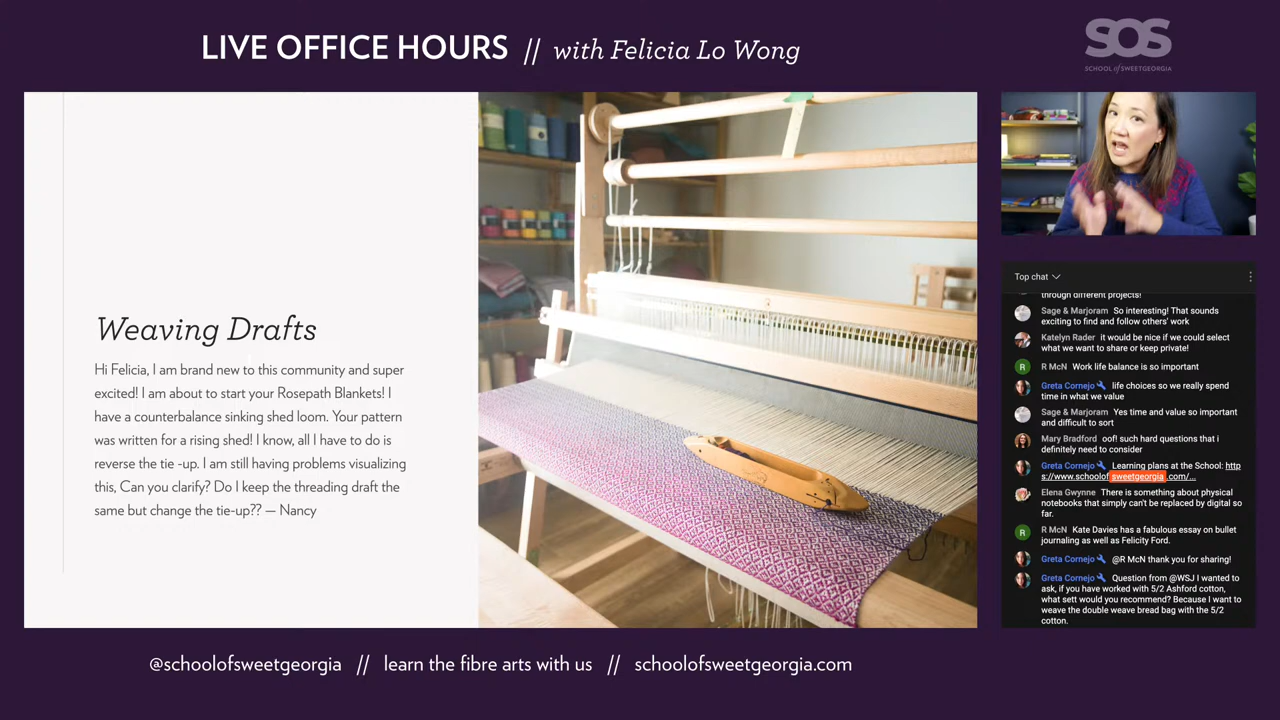 LIVE OFFICE HOURS // with Felicia Lo Wong
SOS
SCHOOL of SWEETGEORGIA
Weaving Drafts
Hi Felicia, I am brand new to this community and super
excited! I am about to start your Rosepath Blankets! I
have a counterbalance sinking shed loom. Your pattern
was written for a rising shed! I know, all I have to do is
reverse the tie -up. I am still having problems visualizing
this, Can you clarify? Do I keep the threading draft the
same but change the tie-up?? — Nancy
Top chat
through different projects!
Sage & Marjoram So interesting! That sounds
exciting to find and follow others' work
Katelyn Rader it would be nice if we could select
what we want to share or keep private!
R
R McN Work life balance is so important
Greta Cornejo life choices so we really spend
time in what we value
Sage & Marjoram Yes time and value so important
and difficult to sort
Mary Bradford oof! such hard questions that i
definitely need to consider
Greta Cornejo Learning plans at the School: http
s://www.schoolofsweetgeorgia.com/...
Elena Gwynne There is something about physical
notebooks that simply can't be replaced by digital so
far.
R
R McN Kate Davies has a fabulous essay on bullet
journaling as well as Felicity Ford.
Greta Cornejo @R McN thank you for sharing!
Greta Cornejo Question from @WSJ I wanted to
ask, if you have worked with 5/2 Ashford cotton,
what sett would you recommend? Because I want to
weave the double weave bread bag with the 5/2
cotton.
@schoolofsweetgeorgia // learn the fibre arts with us // schoolofsweetgeorgia.com